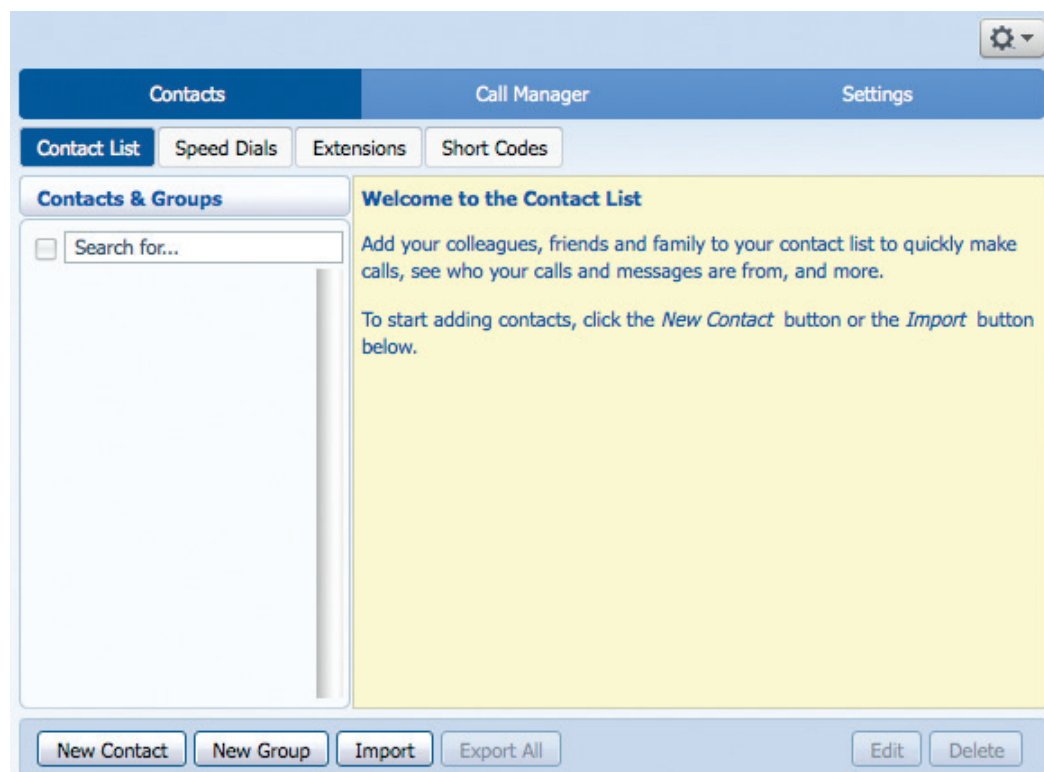 Contacts Call Manager Settings
Contact List Speed Dials Extensions Short Codes
Contacts & Groups
Search for...
Welcome to the Contact List
Add your colleagues, friends and family to your contact list to quickly make
calls, see who your calls and messages are from, and more.
To start adding contacts, click the New Contact button or the Import button
below.
New Contact New Group Import Export All Edit Delete